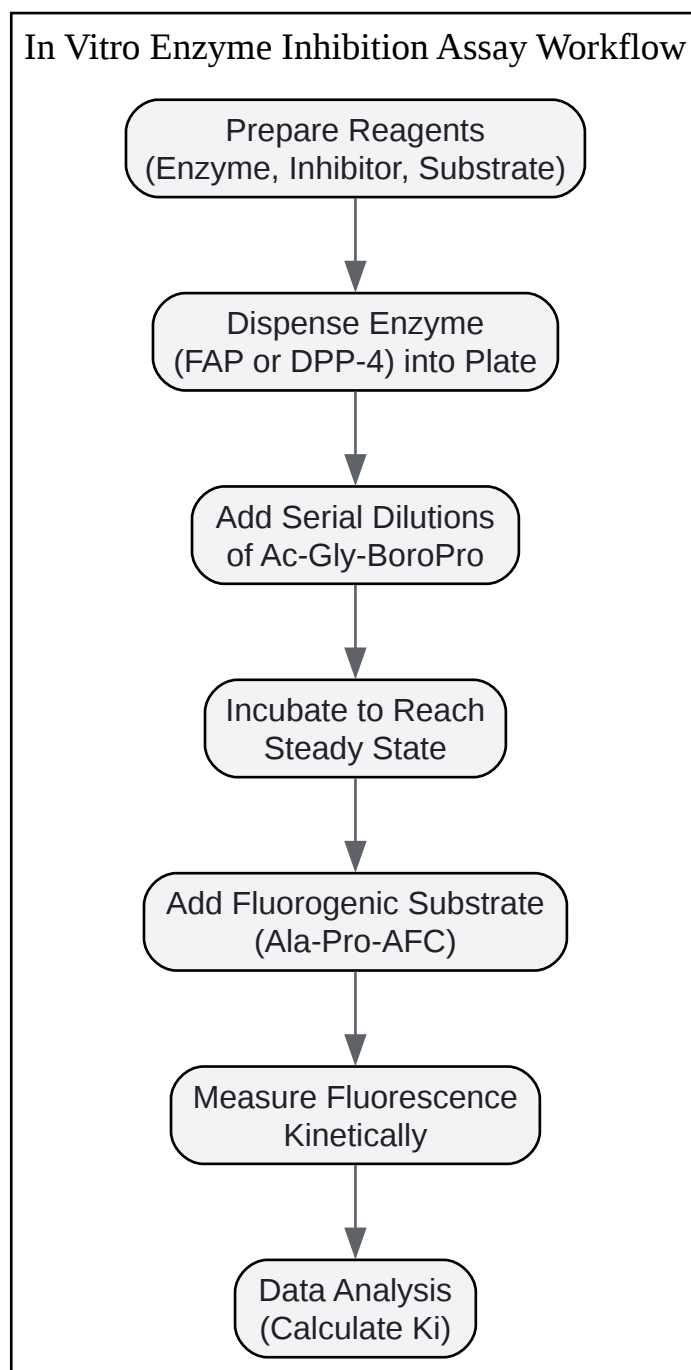 In Vitro Enzyme Inhibition Assay Workflow
Prepare Reagents
(Enzyme, Inhibitor, Substrate)
Dispense Enzyme
(FAP or DPP-4) into Plate
Add Serial Dilutions
of Ac-Gly-BoroPro
Incubate to Reach
Steady State
Add Fluorogenic Substrate
(Ala-Pro-AFC)
Measure Fluorescence
Kinetically
Data Analysis
(Calculate Ki)